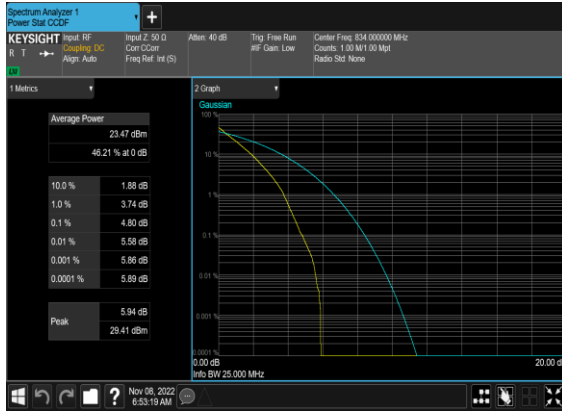 Spectrum Analyzer 1
Power Stat CCDF
+
KEYSIGHT
R T
LXI
Input: RF
Coupling: DC
Align: Auto
Input Z: 50 Ω
Corr CCorr
Freq Ref: Int (S)
Atten: 40 dB
Trig: Free Run
#IF Gain: Low
Center Freq: 834.000000 MHz
Counts: 1.00 M/1.00 Mpt
Radio Std: None
1 Metrics
Average Power
23.47 dBm
46.21 % at 0 dB
10.0 % 1.88 dB
1.0 % 3.74 dB
0.1 % 4.80 dB
0.01 % 5.58 dB
0.001 % 5.86 dB
0.0001 % 5.89 dB
Peak
5.94 dB
29.41 dBm
2 Graph
Gaussian
100 %
10 %
1 %
0.1 %
0.01 %
0.001 %
0.0001 %
0.00 dB
20.00 d
Info BW 25.000 MHz
?
Nov 08, 2022
6:53:19 AM